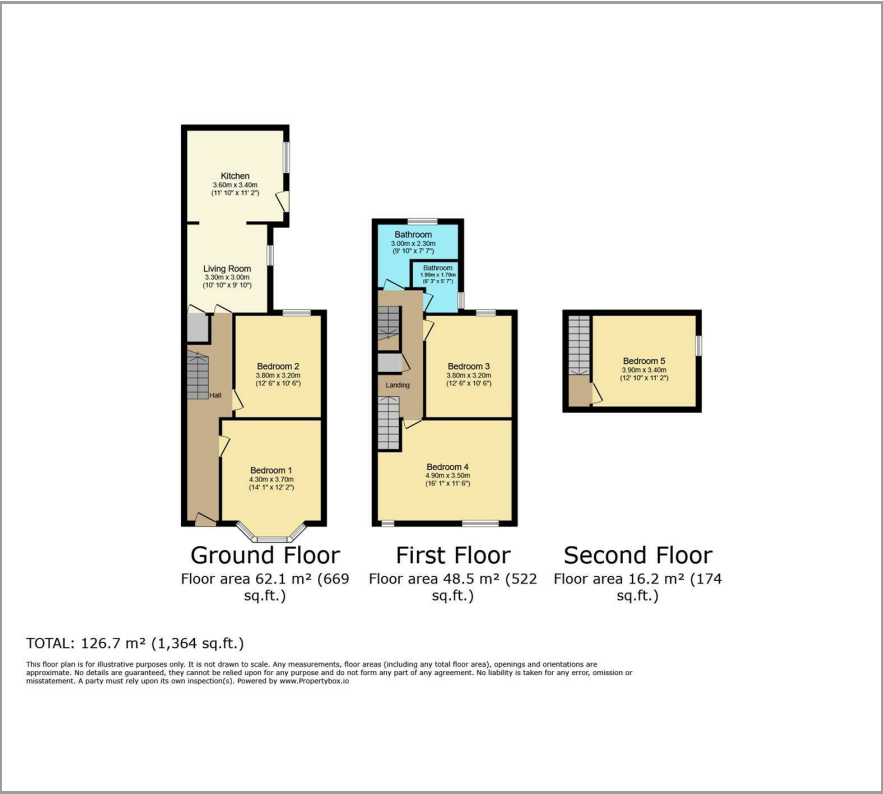 Kitchen
3.60m x 3.40m
(11' 10" x 11' 2")
Living Room
3.30m x 3.00m
(10' 10" x 9' 10")
Bedroom 2
3.80m x 3.20m
(12' 6" x 10' 6")
Hall
Bedroom 1
4.30m x 3.70m
(14' 1" x 12' 2")
Ground Floor
Floor area 62.1 m² (669
sq.ft.)
Bathroom
3.00m x 2.30m
(9' 10" x 7' 7")
Bathroom
1.90m x 1.70m
(6' 3" x 5' 7")
Bedroom 3
3.80m x 3.20m
(12' 6" x 10' 6")
Landing
Bedroom 4
4.90m x 3.50m
(16' 1" x 11' 6")
First Floor
Floor area 48.5 m² (522
sq.ft.)
Bedroom 5
3.90m x 3.40m
(12' 10" x 11' 2")
Second Floor
Floor area 16.2 m² (174
sq.ft.)
TOTAL: 126.7 m² (1,364 sq.ft.)
This floor plan is for illustrative purposes only. It is not drawn to scale. Any measurements, floor areas (including any total floor area), openings and orientations are
approximate. No details are guaranteed, they cannot be relied upon for any purpose and do not form any part of any agreement. No liability is taken for any error, omission or
misstatement. A party must rely upon its own inspection(s). Powered by www.Propertybox.io